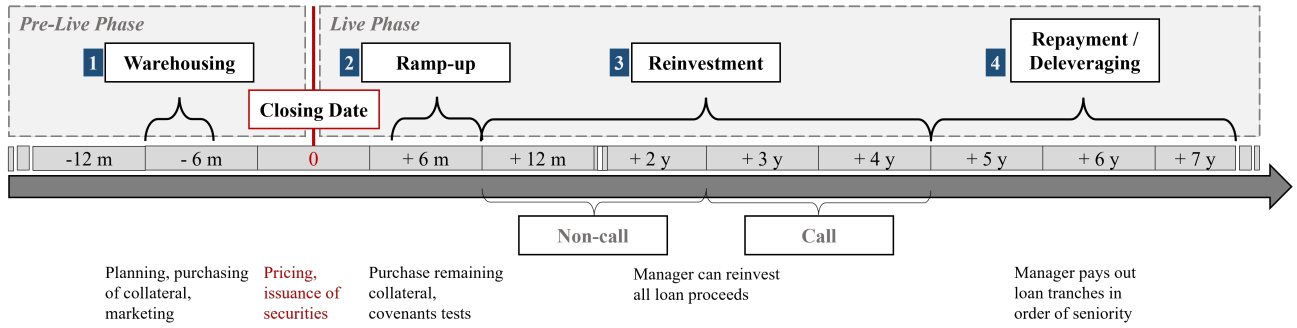 Pre-Live Phase
Live Phase
1
Warehousing
2
Ramp-up
3
Reinvestment
4
Repayment /
Deleveraging
Closing Date
-12 m
- 6 m
0
+ 6 m
+ 12 m
+ 2 y
+ 3 y
+ 4 y
+ 5 y
+ 6 y
+ 7 y
Non-call
Call
Planning, purchasing
of collateral,
marketing
Pricing,
issuance of
securities
Purchase remaining
collateral,
covenants tests
Manager can reinvest
all loan proceeds
Manager pays out
loan tranches in
order of seniority